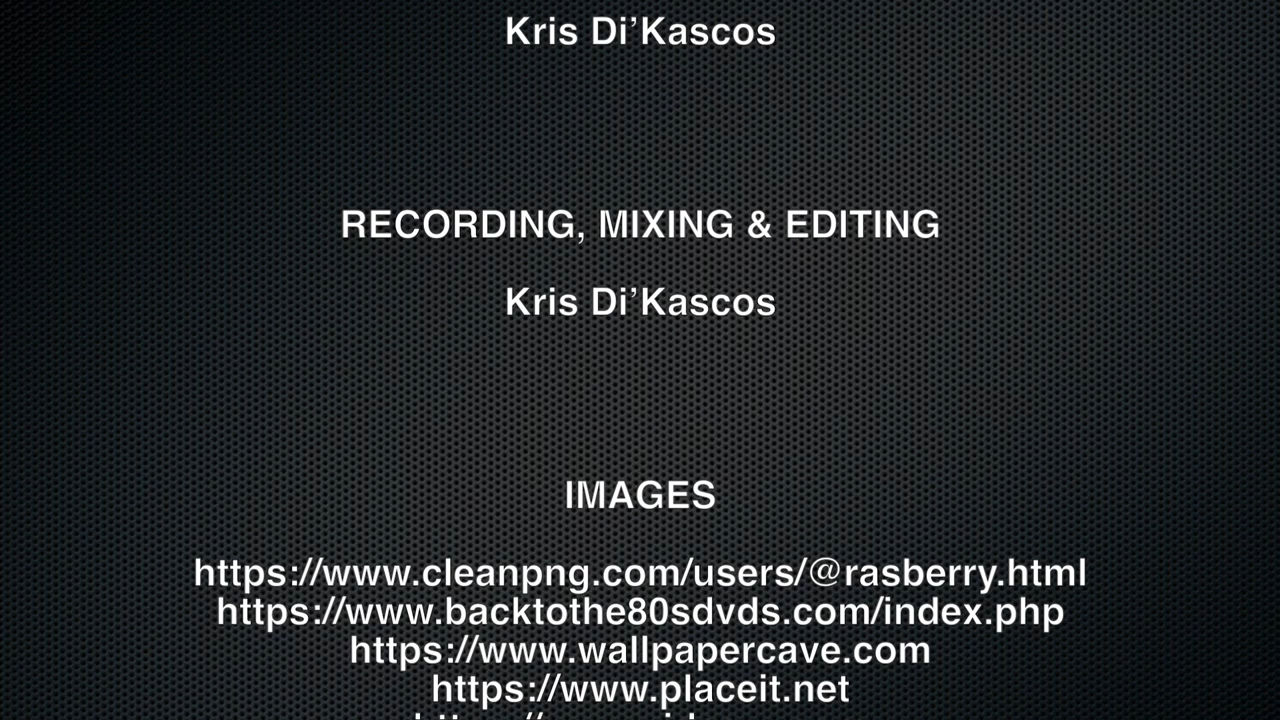 Kris Di’Kascos
RECORDING, MIXING & EDITING
Kris Di’Kascos
IMAGES
https://www.cleanpng.com/users/@rasberry.html
https://www.backtothe80sdvds.com/index.php
https://www.wallpapercave.com
https://www.placeit.net